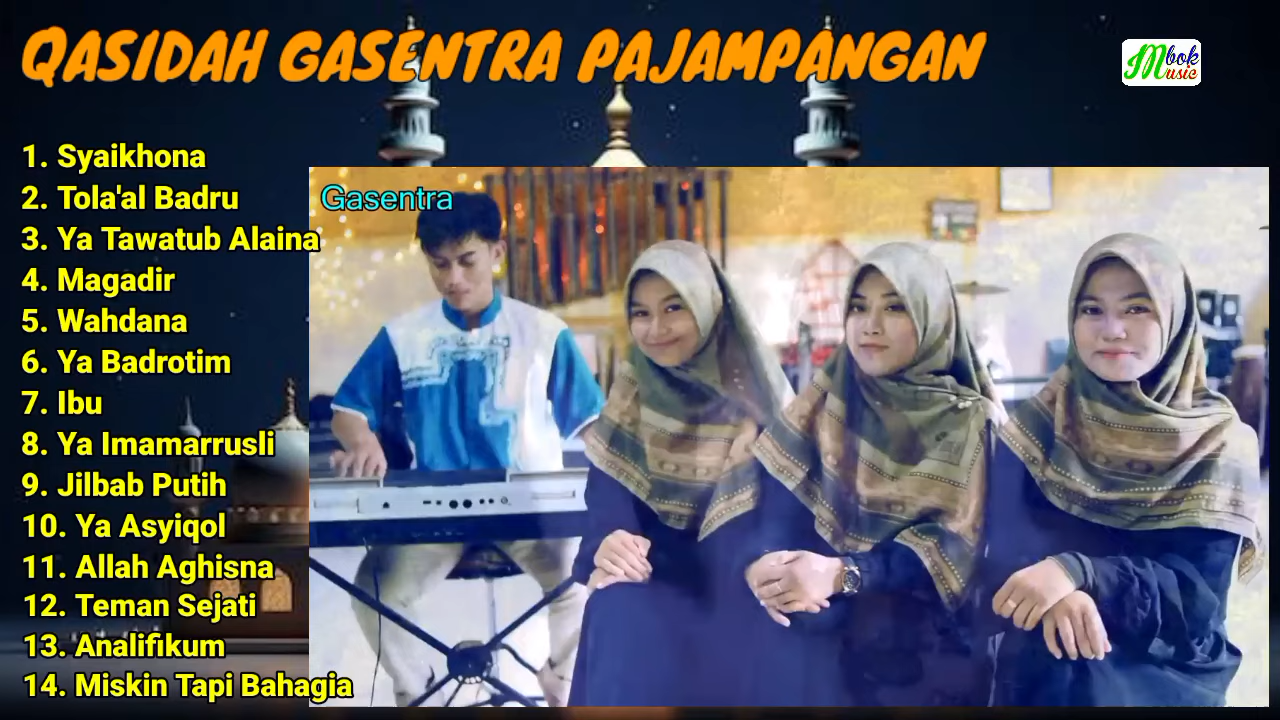 QASIDAH GASENTRA PAJAMPANGAN
Mbok Music
1. Syaikhona
2. Tola'al Badru
3. Ya Tawatub Alaina
4. Magadir
5. Wahdana
6. Ya Badrotim
7. Ibu
8. Ya Imamarrusli
9. Jilbab Putih
10. Ya Asyiqol
11. Allah Aghisna
12. Teman Sejati
13. Analifikum
14. Miskin Tapi Bahagia
Gasentra